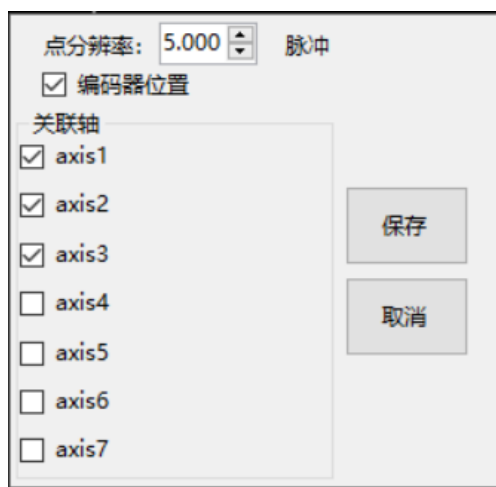 点分辨率： 5.000 脉冲
编码器位置
关联轴
axis1
axis2
axis3
axis4
axis5
axis6
axis7
保存
取消